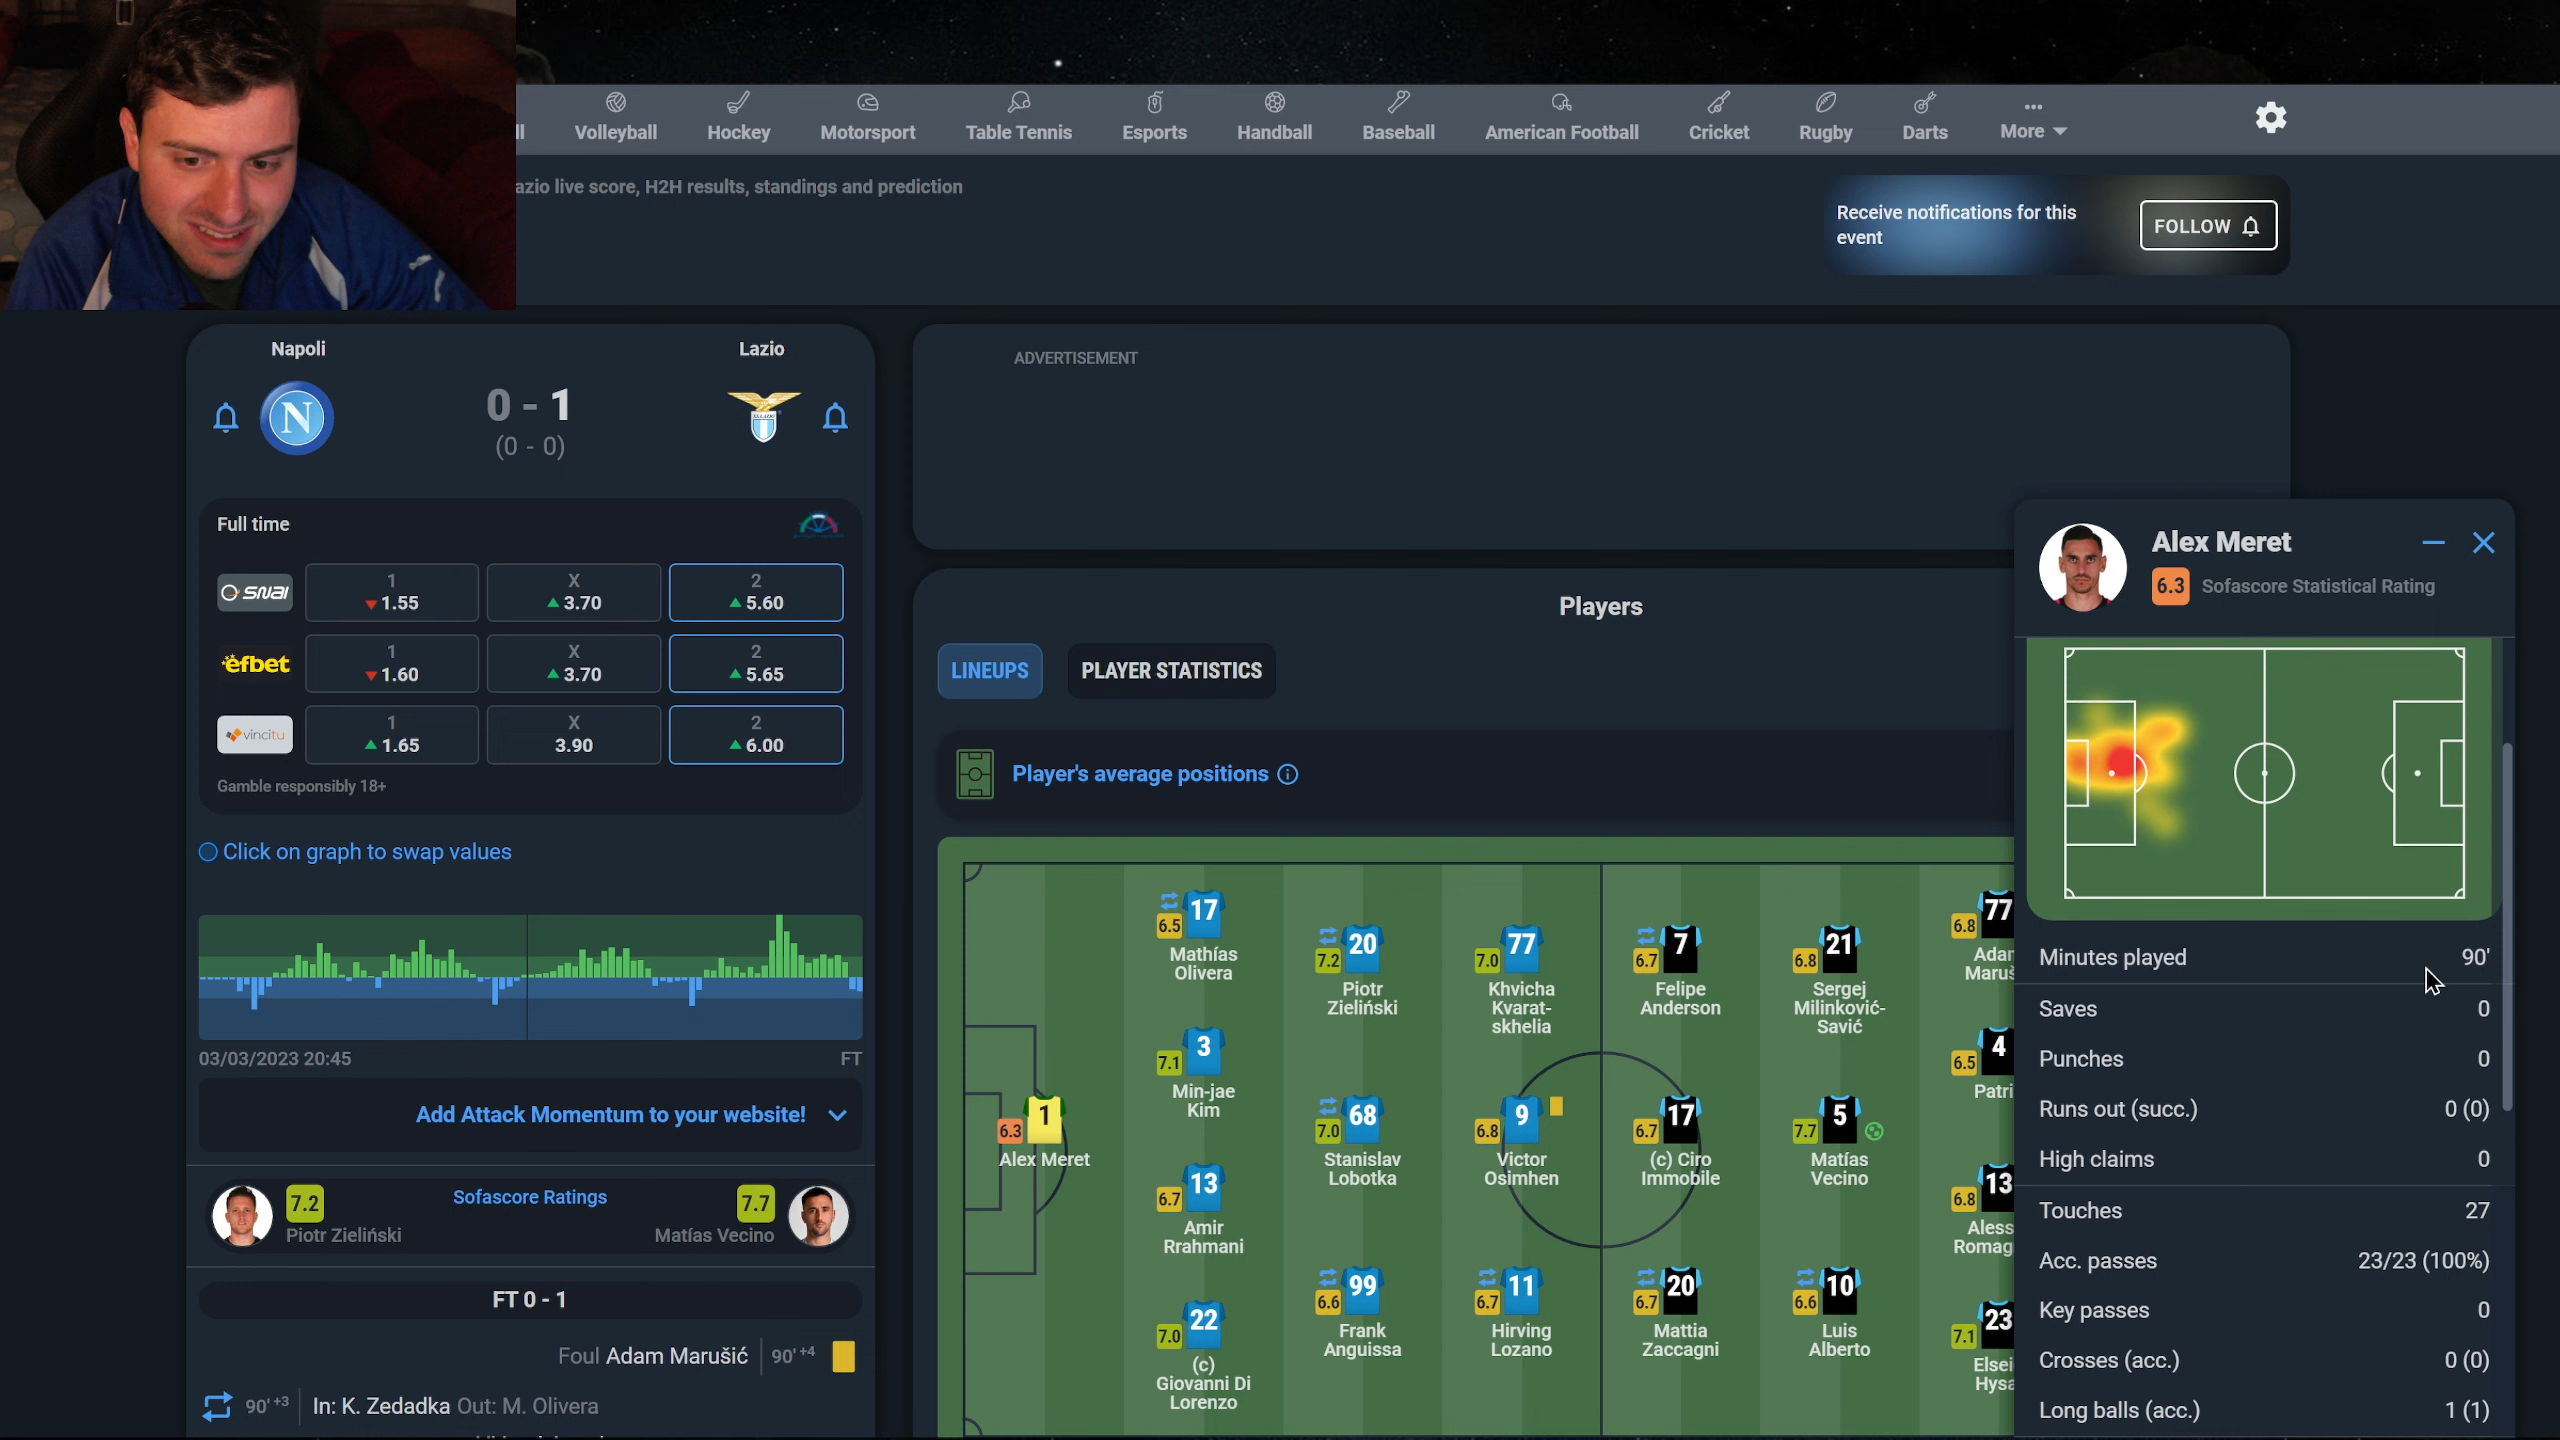 ll
Volleyball
Hockey
Motorsport
Table Tennis
Esports
Handball
Baseball
American Football
Cricket
Rugby
Darts
More
azio live score, H2H results, standings and prediction
Receive notifications for this
event
FOLLOW
Napoli
Lazio
0 - 1
(0 - 0)
N
Full time
SNAI
1
1.55
X
3.70
2
5.60
efbet
1
1.60
X
3.70
2
5.65
vincitu
1
1.65
X
3.90
2
6.00
Gamble responsibly 18+
Click on graph to swap values
03/03/2023 20:45
FT
Add Attack Momentum to your website!
7.2
Piotr Zieliński
Sofascore Ratings
7.7
Matías Vecino
FT 0 - 1
Foul Adam Marušić
90' +4
90' +3
In: K. Zedadka Out: M. Olivera
ADVERTISEMENT
Players
LINEUPS
PLAYER STATISTICS
Player's average positions
1
6.3
Alex Meret
17
6.5
Mathías
Olivera
3
7.1
Min-jae
Kim
13
6.7
Amir
Rrahmani
22
7.0
(c)
Giovanni Di
Lorenzo
20
7.2
Piotr
Zieliński
68
7.0
Stanislav
Lobotka
99
6.6
Frank
Anguissa
77
7.0
Khvicha
Kvarat-
skhelia
9
6.8
Victor
Osimhen
11
6.7
Hirving
Lozano
7
6.7
Felipe
Anderson
17
6.7
(c) Ciro
Immobile
20
6.7
Mattia
Zaccagni
21
6.8
Sergej
Milinković-
Savić
5
7.7
Matías
Vecino
10
6.6
Luis
Alberto
77
6.8
Adam
Maruš
4
6.5
Patri
13
6.8
Aless
Romag
23
7.1
Elsei
Hysa
Alex Meret
6.3
Sofascore Statistical Rating
Minutes played
90'
Saves
0
Punches
0
Runs out (succ.)
0 (0)
High claims
0
Touches
27
Acc. passes
23/23 (100%)
Key passes
0
Crosses (acc.)
0 (0)
Long balls (acc.)
1 (1)